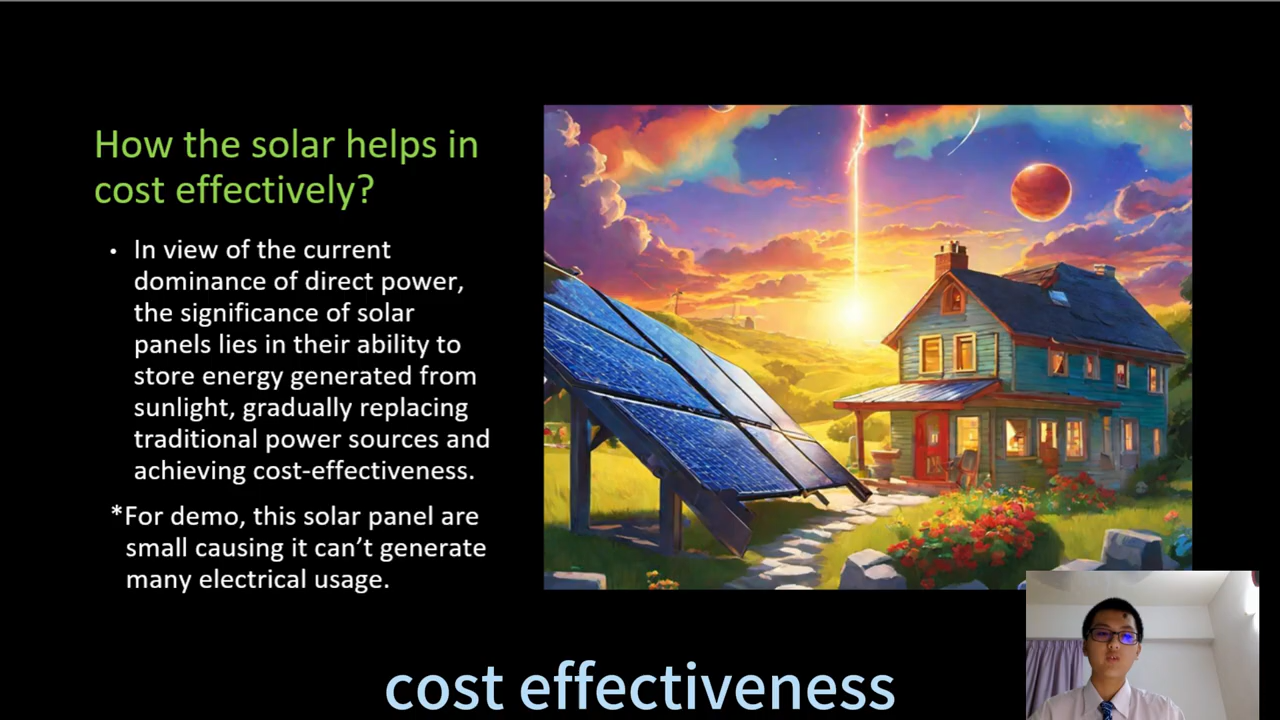 How the solar helps in
cost effectively?
• In view of the current
dominance of direct power,
the significance of solar
panels lies in their ability to
store energy generated from
sunlight, gradually replacing
traditional power sources and
achieving cost-effectiveness.
*For demo, this solar panel are
small causing it can’t generate
many electrical usage.
cost effectiveness